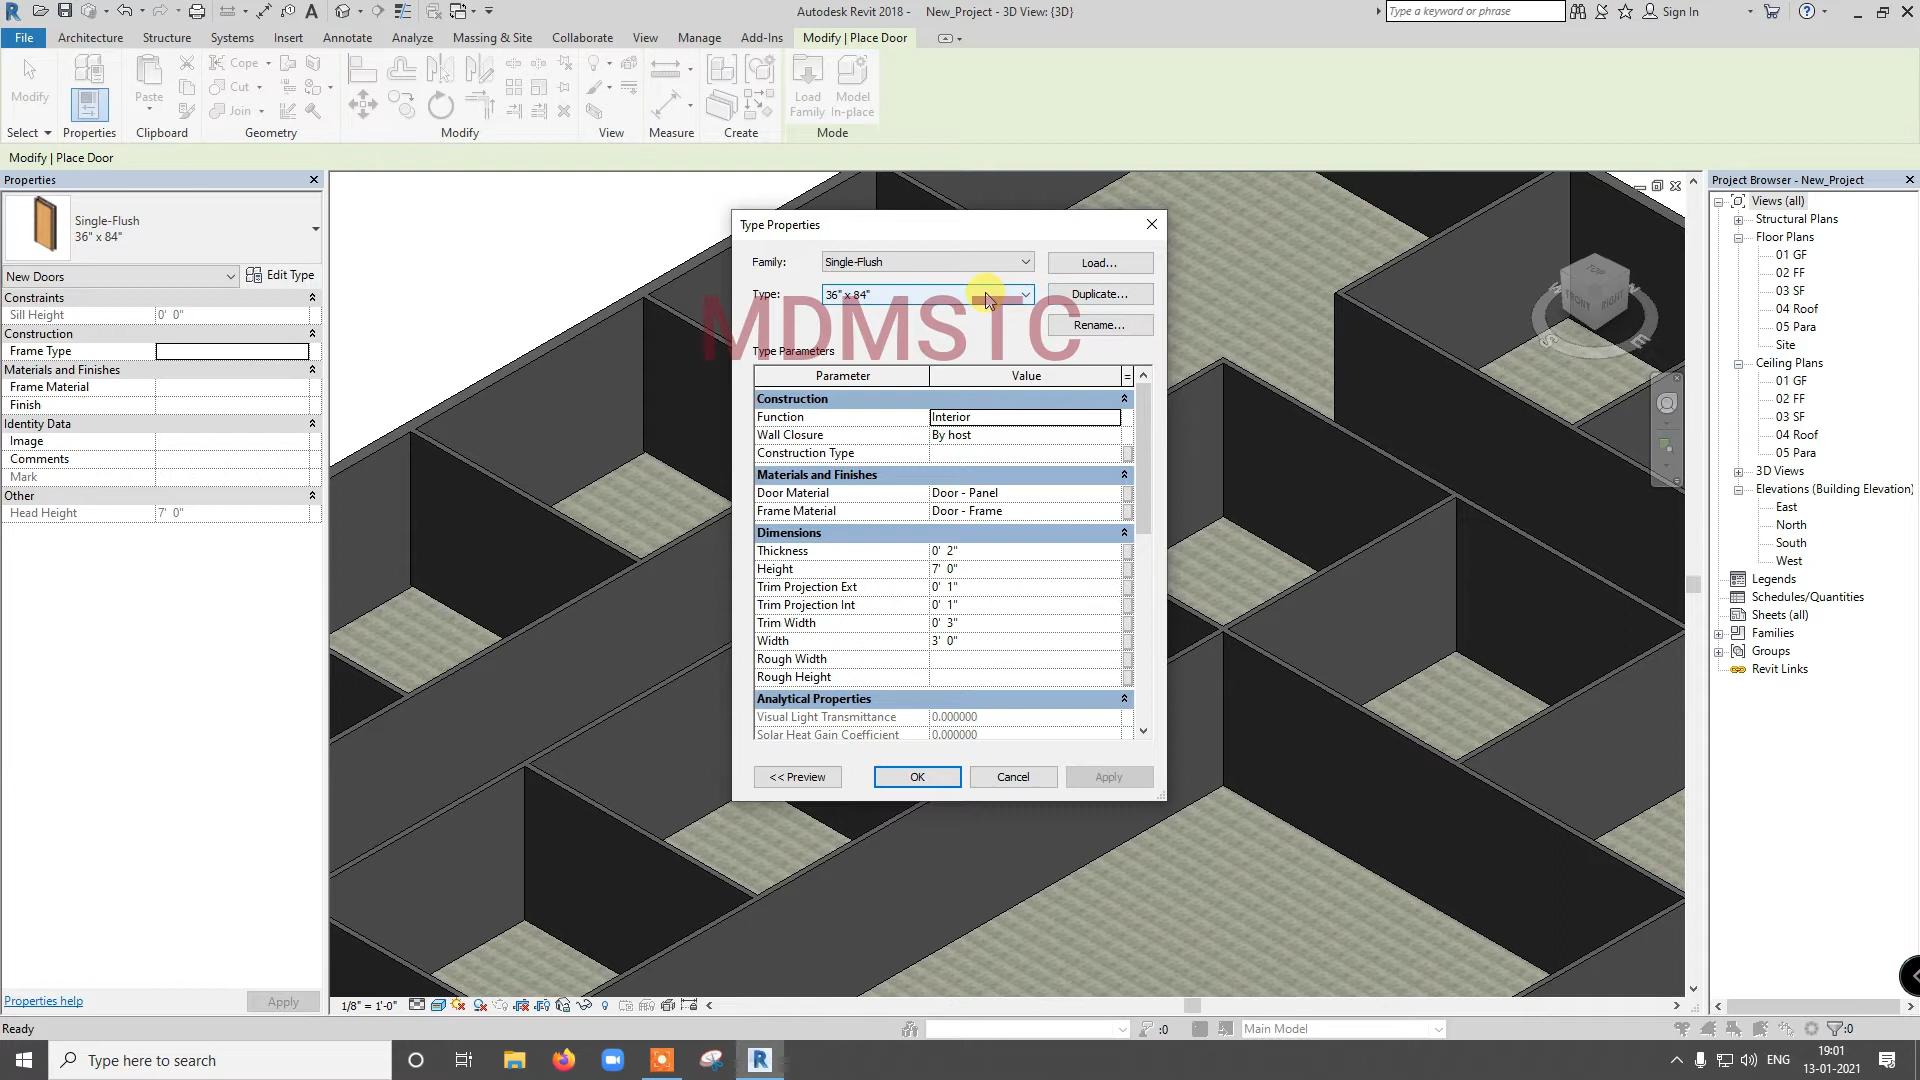 Autodesk Revit 2018 - New_Project - 3D View: {3D}
Type a keyword or phrase
Sign In
File Architecture Structure Systems Insert Annotate Analyze Massing & Site Collaborate View Manage Add-Ins Modify | Place Door
Modify Paste Cope Cut Join Load Family Model In-place
Select Properties Clipboard Geometry Modify View Measure Create Mode
Modify | Place Door
Properties
Single-Flush
36" x 84"
New Doors Edit Type
Constraints
Sill Height 0' 0"
Construction
Frame Type
Materials and Finishes
Frame Material
Finish
Identity Data
Image
Comments
Mark
Other
Head Height 7' 0"
Properties help Apply
Type Properties
Family: Single-Flush Load...
Type: 36" x 84" Duplicate...
Rename...
MDMSTC
Type Parameters
Parameter Value =
Construction
Function Interior
Wall Closure By host
Construction Type
Materials and Finishes
Door Material Door - Panel
Frame Material Door - Frame
Dimensions
Thickness 0' 2"
Height 7' 0"
Trim Projection Ext 0' 1"
Trim Projection Int 0' 1"
Trim Width 0' 3"
Width 3' 0"
Rough Width
Rough Height
Analytical Properties
Visual Light Transmittance 0.000000
Solar Heat Gain Coefficient 0.000000
<< Preview OK Cancel Apply
TOP
FRONT RIGHT
S E
Project Browser - New_Project
Views (all)
Structural Plans
Floor Plans
01 GF
02 FF
03 SF
04 Roof
05 Para
Site
Ceiling Plans
01 GF
02 FF
03 SF
04 Roof
05 Para
3D Views
Elevations (Building Elevation)
East
North
South
West
Legends
Schedules/Quantities
Sheets (all)
Families
Groups
Revit Links
1/8" = 1'-0"
Ready :0 Main Model :0
Type here to search
ENG
19:01
13-01-2021